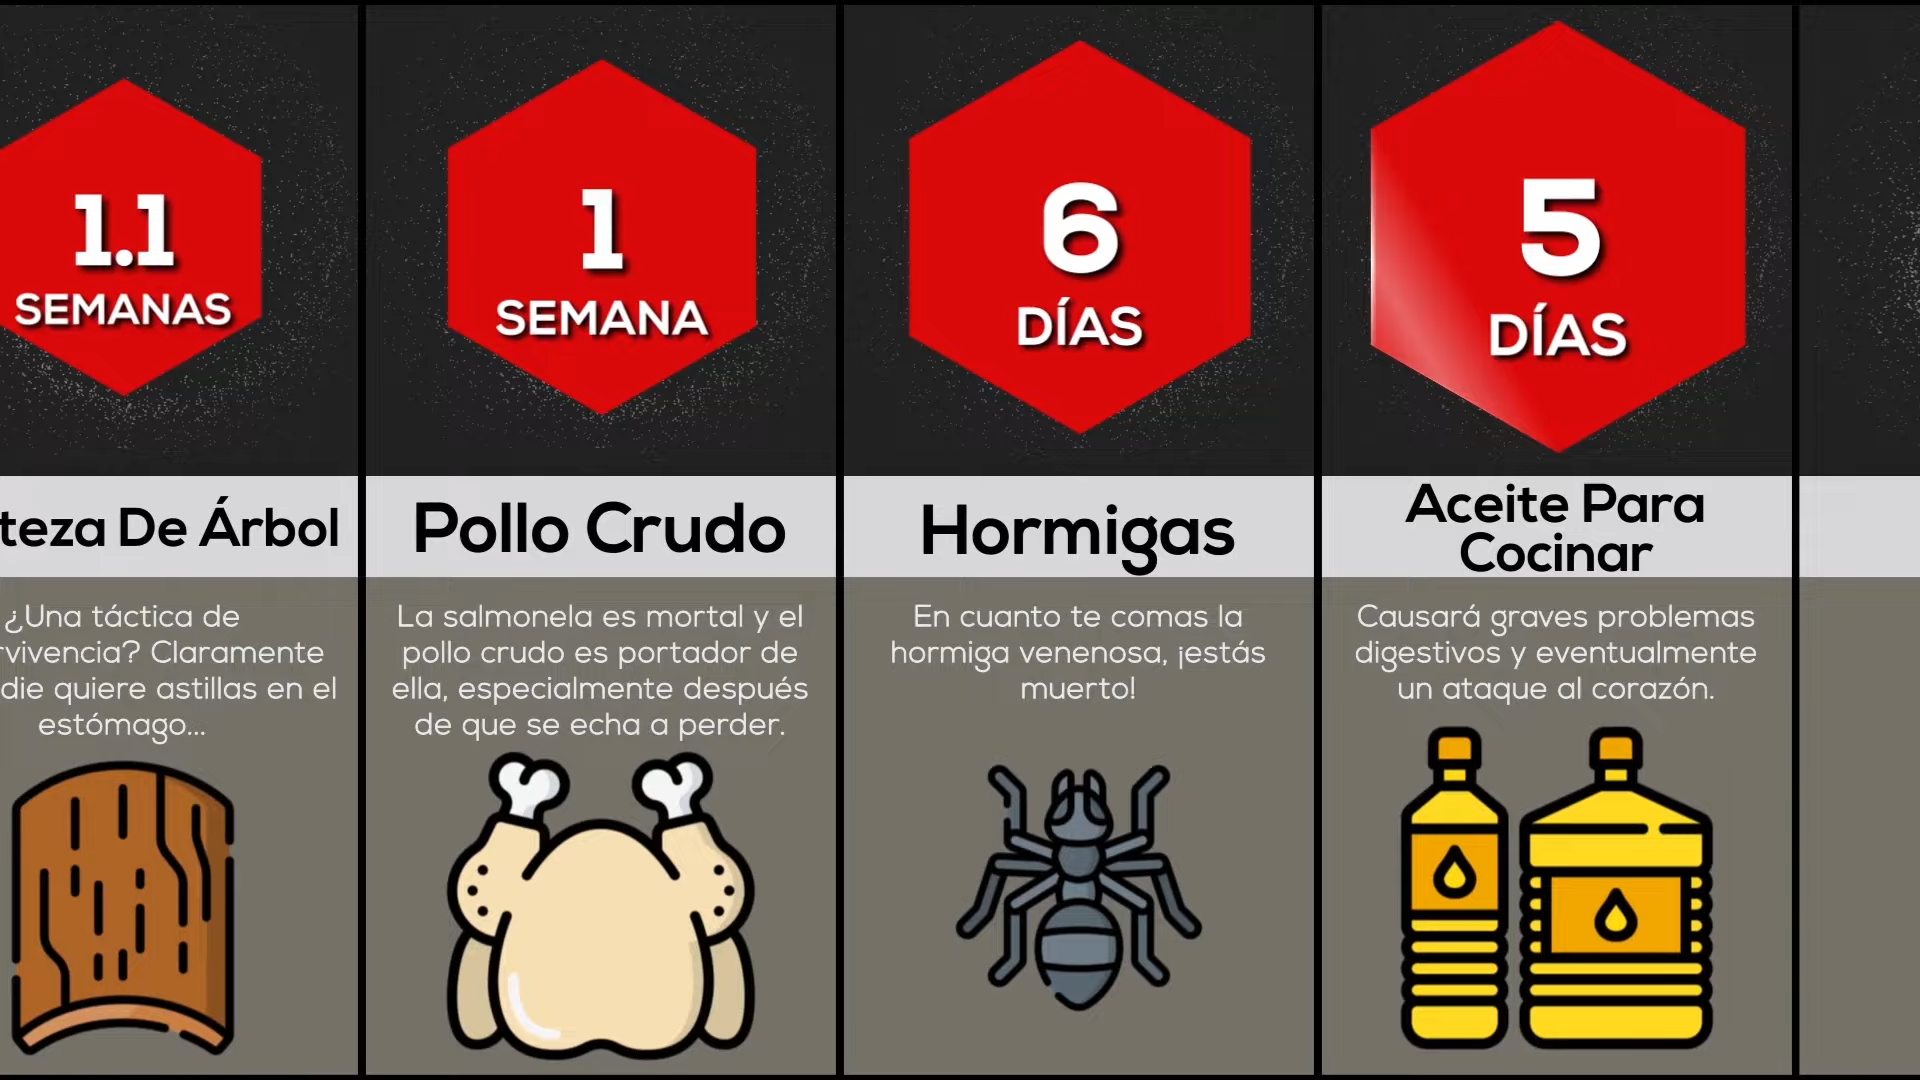 1.1
SEMANAS
teza De Árbol
¿Una táctica de
rvivencia? Claramente
die quiere astillas en el
estómago...
1
SEMANA
Pollo Crudo
La salmonela es mortal y el
pollo crudo es portador de
ella, especialmente después
de que se echa a perder.
6
DÍAS
Hormigas
En cuanto te comas la
hormiga venenosa, ¡estás
muerto!
5
DÍAS
Aceite Para
Cocinar
Causará graves problemas
digestivos y eventualmente
un ataque al corazón.